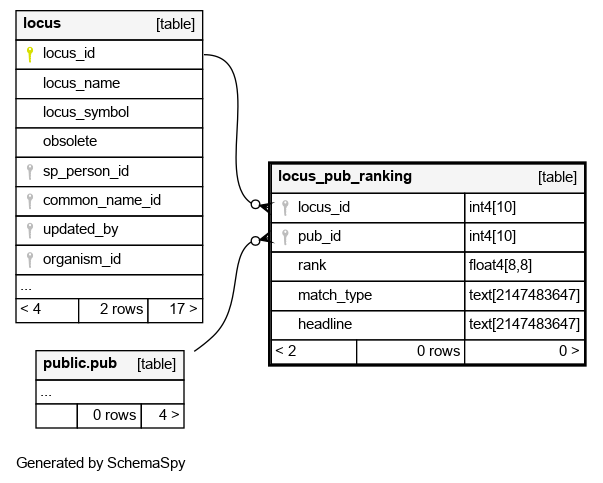 locus [table]
locus_id
locus_name
locus_symbol
obsolete
sp_person_id
common_name_id
updated_by
organism_id
...
< 4 2 rows 17 >
locus_pub_ranking [table]
locus_id int4[10]
pub_id int4[10]
rank float4[8,8]
match_type text[2147483647]
headline text[2147483647]
< 2 0 rows 0 >
public.pub [table]
...
0 rows 4 >
Generated by SchemaSpy